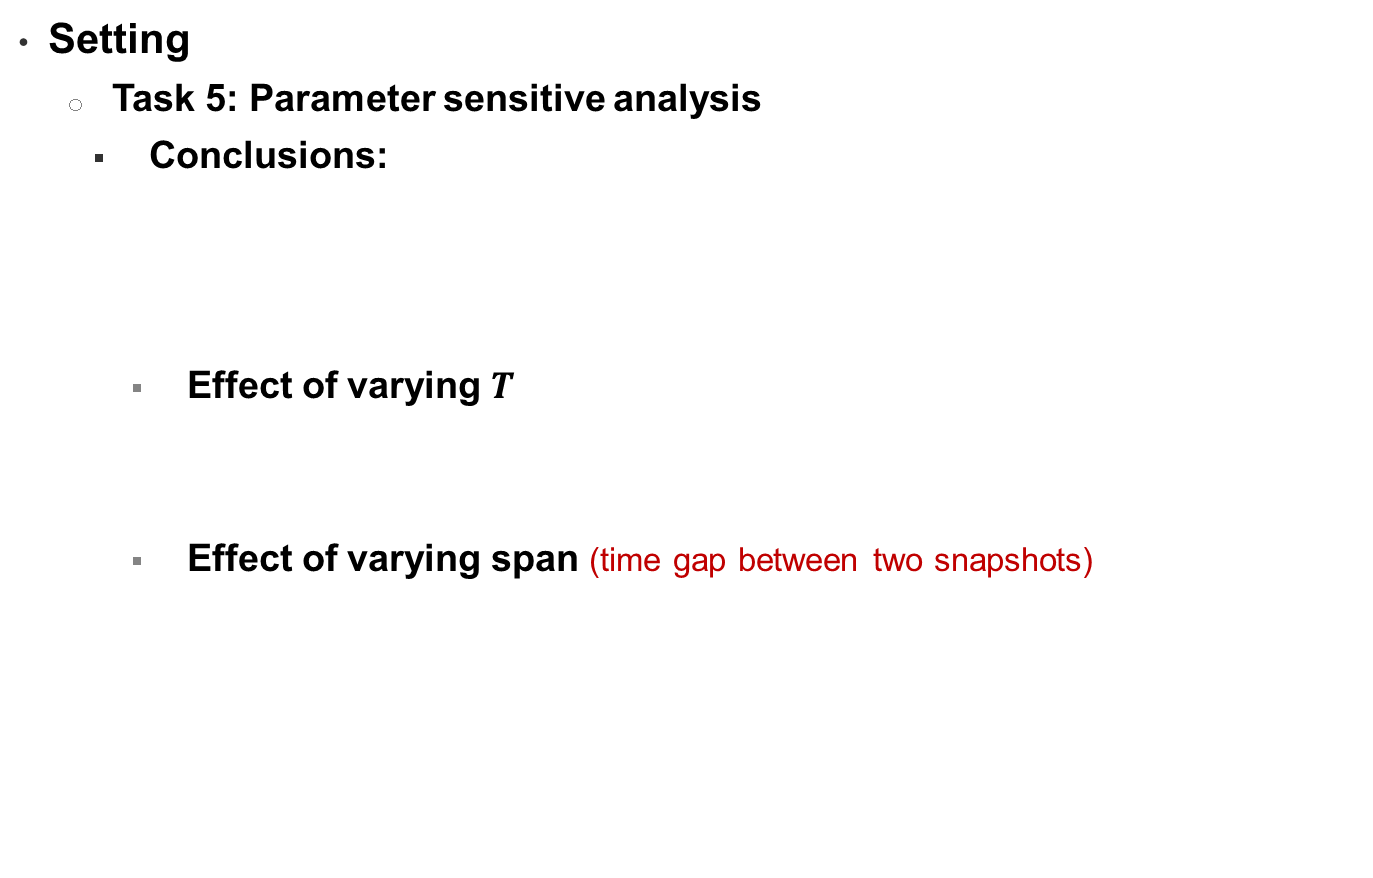 • Setting
○ Task 5: Parameter sensitive analysis
▪ Conclusions:
▪ Effect of varying T
▪ Effect of varying span (time gap between two snapshots)